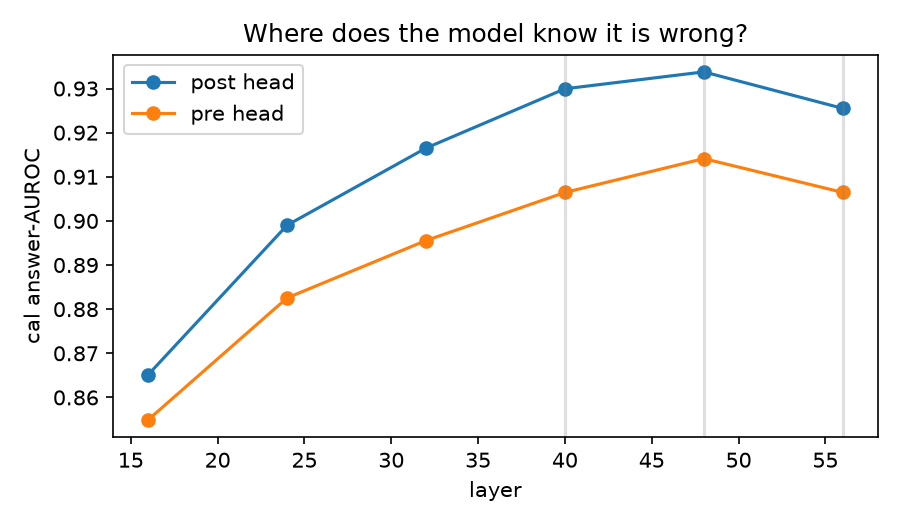 Where does the model know it is wrong?
post head
pre head
cal answer-AUROC
0.93
0.92
0.91
0.90
0.89
0.88
0.87
0.86
15 20 25 30 35 40 45 50 55
layer